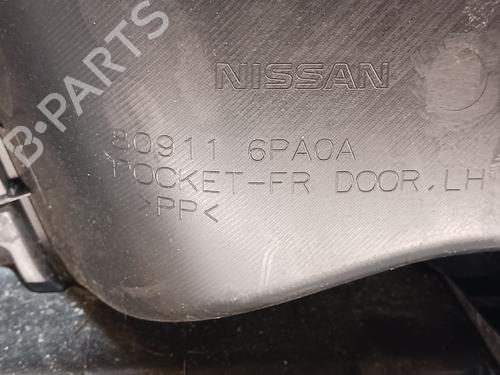 B-PARTS
NISSAN
80911 6PA0A
POCKET-FR DOOR, LH
>PP<